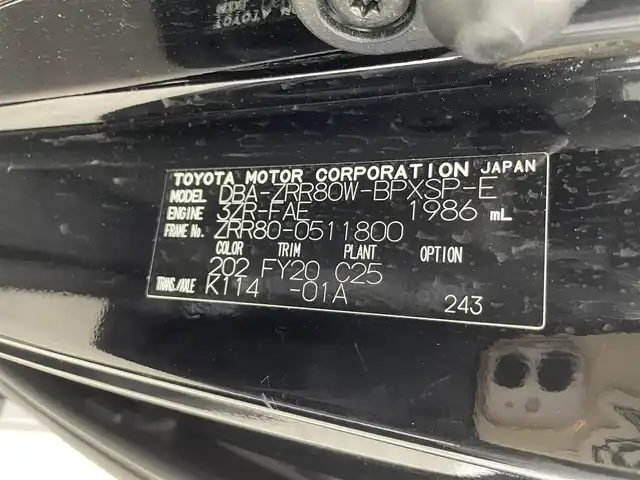 TOYOTA MOTOR CORPORATION JAPAN
MODEL DBA-ZRR80W-BPXSP-E
ENGINE 3ZR-FAE 1986 mL
FRAME No. ZRR80-0511800
COLOR TRIM PLANT OPTION
202 FY20 C25
TRANS./AXLE K114 -01A
243